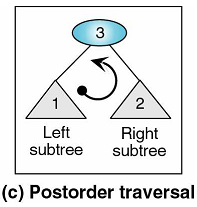 3
1 2
Left Right
subtree subtree
(c) Postorder traversal